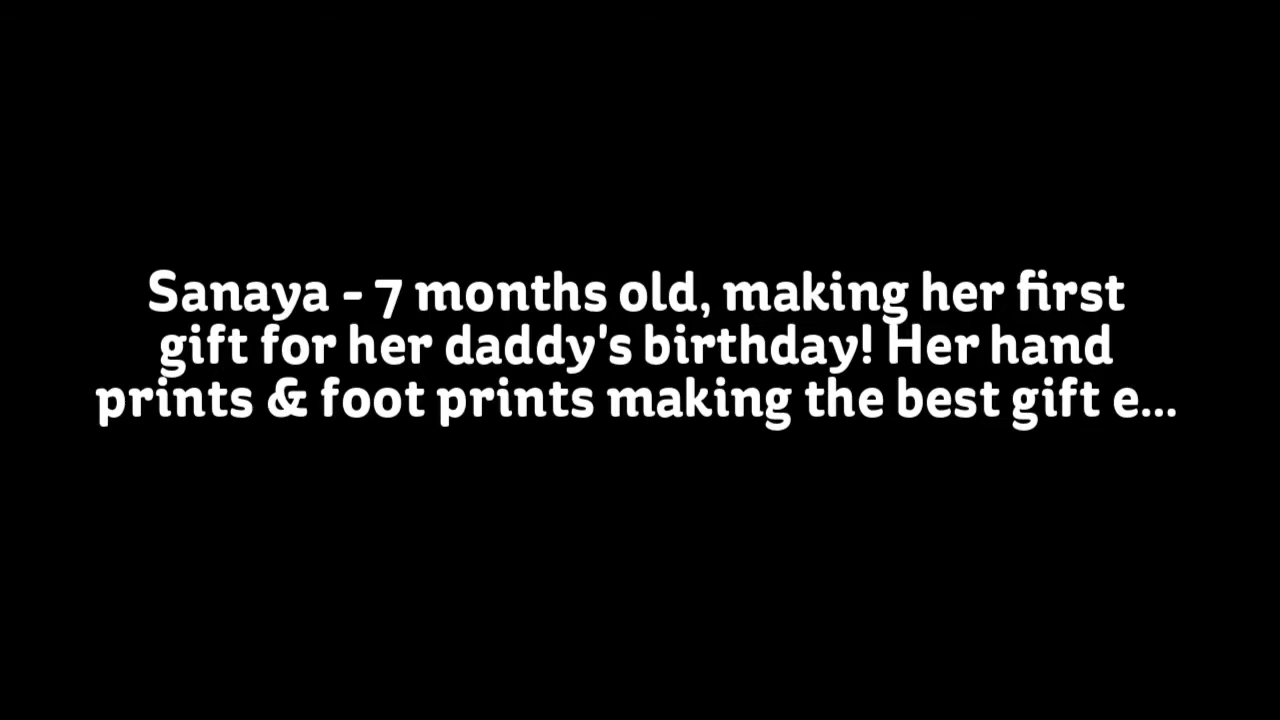 Sanaya - 7 months old, making her first
gift for her daddy's birthday! Her hand
prints & foot prints making the best gift e...